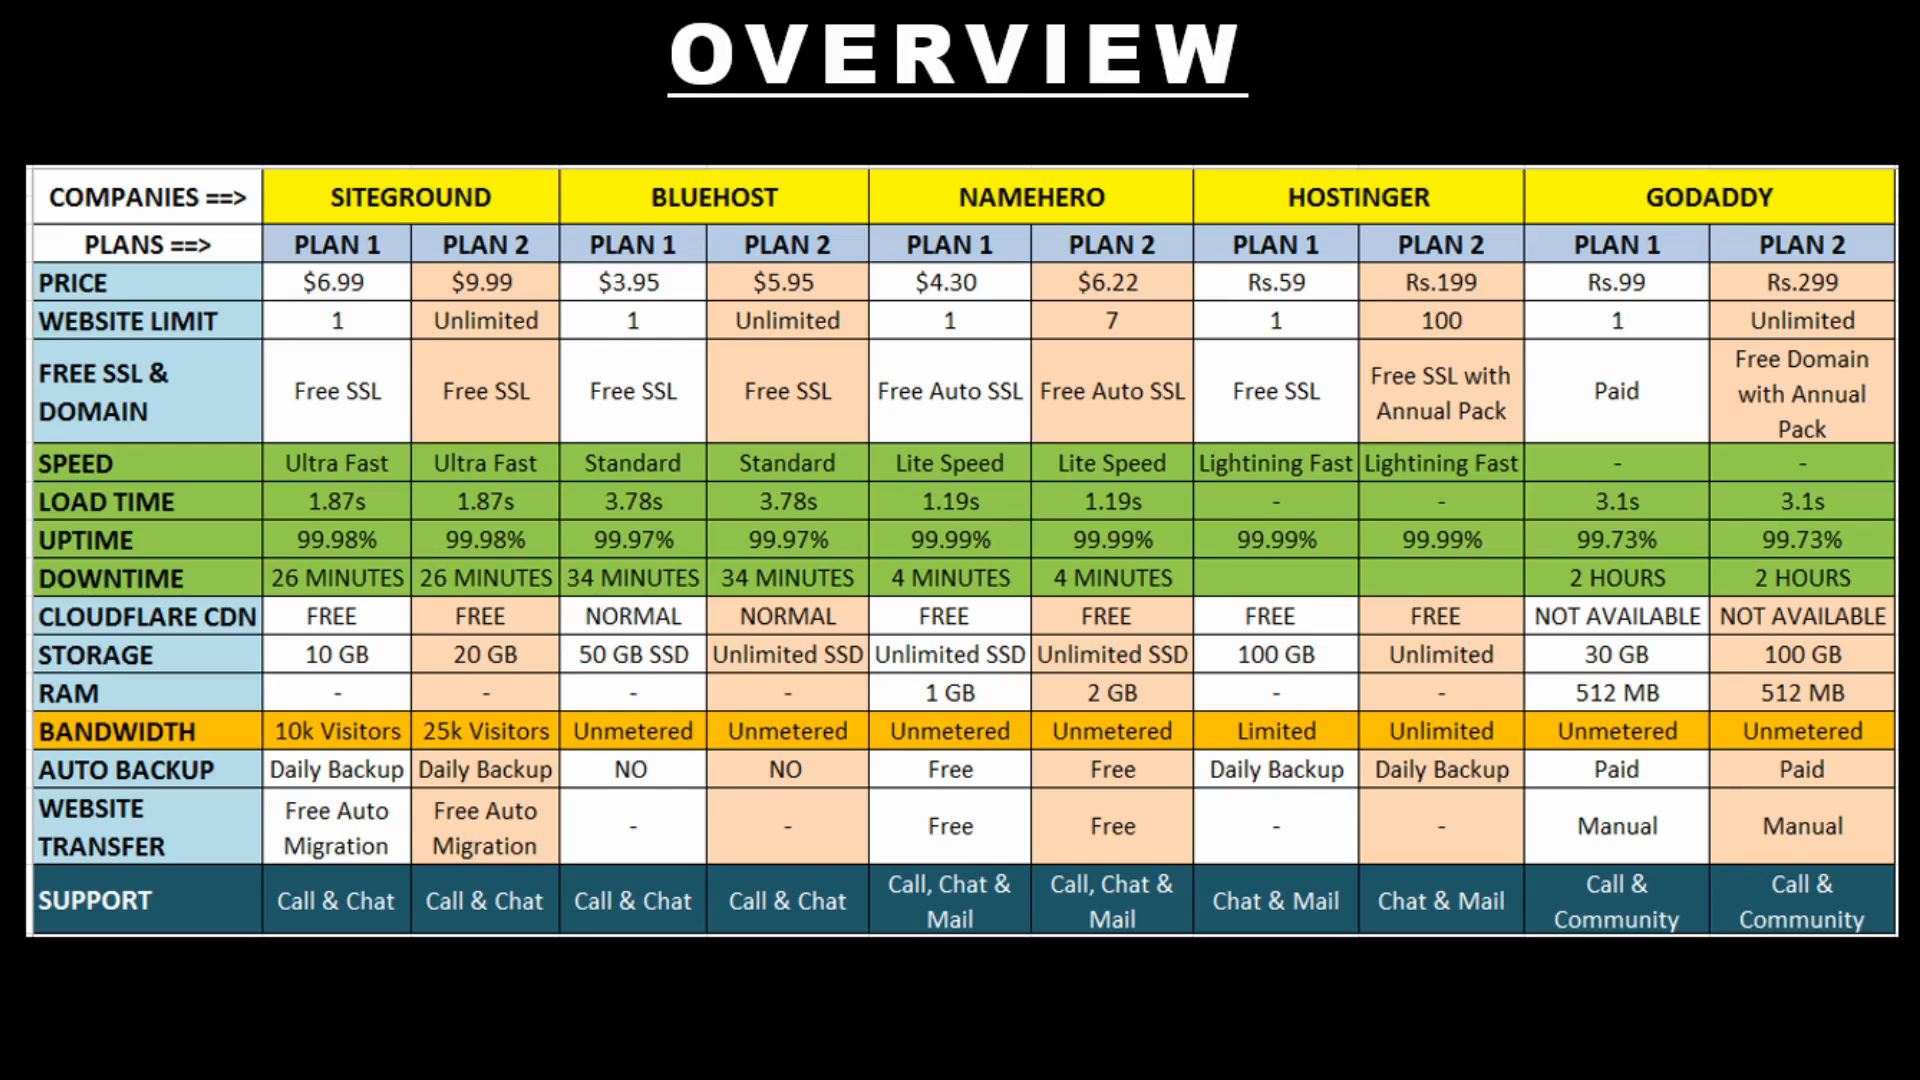 OVERVIEW
COMPANIES ==> SITEGROUND BLUEHOST NAMEHERO HOSTINGER GODADDY
PLANS ==> PLAN 1 PLAN 2 PLAN 1 PLAN 2 PLAN 1 PLAN 2 PLAN 1 PLAN 2 PLAN 1 PLAN 2
PRICE $6.99 $9.99 $3.95 $5.95 $4.30 $6.22 Rs.59 Rs.199 Rs.99 Rs.299
WEBSITE LIMIT 1 Unlimited 1 Unlimited 1 7 1 100 1 Unlimited
FREE SSL &
DOMAIN
Free SSL Free SSL Free SSL Free SSL Free Auto SSL Free Auto SSL Free SSL
Free SSL with
Annual Pack
Paid
Free Domain
with Annual
Pack
SPEED Ultra Fast Ultra Fast Standard Standard Lite Speed Lite Speed Lightining Fast Lightining Fast - -
LOAD TIME 1.87s 1.87s 3.78s 3.78s 1.19s 1.19s - - 3.1s 3.1s
UPTIME 99.98% 99.98% 99.97% 99.97% 99.99% 99.99% 99.99% 99.99% 99.73% 99.73%
DOWNTIME 26 MINUTES 26 MINUTES 34 MINUTES 34 MINUTES 4 MINUTES 4 MINUTES 2 HOURS 2 HOURS
CLOUDFLARE CDN FREE FREE NORMAL NORMAL FREE FREE FREE FREE NOT AVAILABLE NOT AVAILABLE
STORAGE 10 GB 20 GB 50 GB SSD Unlimited SSD Unlimited SSD Unlimited SSD 100 GB Unlimited 30 GB 100 GB
RAM - - - - 1 GB 2 GB - - 512 MB 512 MB
BANDWIDTH 10k Visitors 25k Visitors Unmetered Unmetered Unmetered Unmetered Limited Unlimited Unmetered Unmetered
AUTO BACKUP Daily Backup Daily Backup NO NO Free Free Daily Backup Daily Backup Paid Paid
WEBSITE
TRANSFER
Free Auto
Migration
Free Auto
Migration
- - Free Free - - Manual Manual
SUPPORT Call & Chat Call & Chat Call & Chat Call & Chat
Call, Chat &
Mail
Call, Chat &
Mail
Chat & Mail Chat & Mail
Call &
Community
Call &
Community